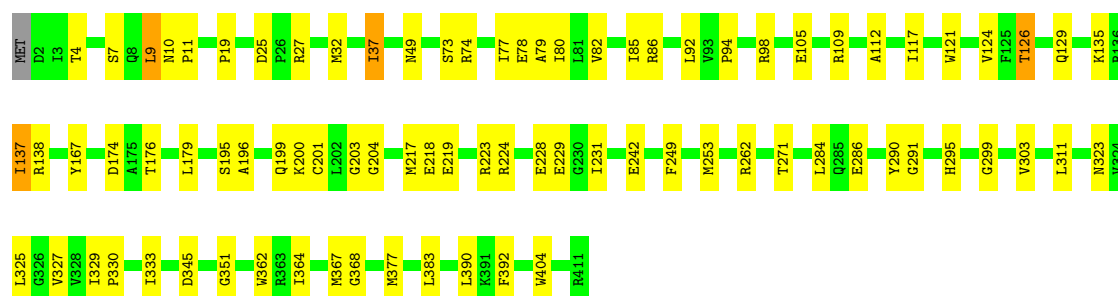 MET D2 I3 T4 S7 Q8 L9 N10 P11 P19 D25 P26 R27 M32 I37 N49 S73 R74 I77 E78 A79 I80 L81 V82 I85 R86 L92 V93 P94 R98 E105 R109 A112 I117 W121 V124 F125 T126 Q129 K135 R136
I137 R138 Y167 D174 A175 T176 L179 S195 A196 Q199 K200 C201 L202 G203 G204 M217 E218 E219 R223 R224 E228 E229 G230 I231 E242 F249 M253 R262 T271 L284 Q285 E286 Y290 G291 H295 G299 V303 L311 N323 V324
L325 G326 V327 V328 I329 P330 I333 D345 G351 W362 R363 I364 M367 G368 M377 L383 L390 K391 F392 W404 R411